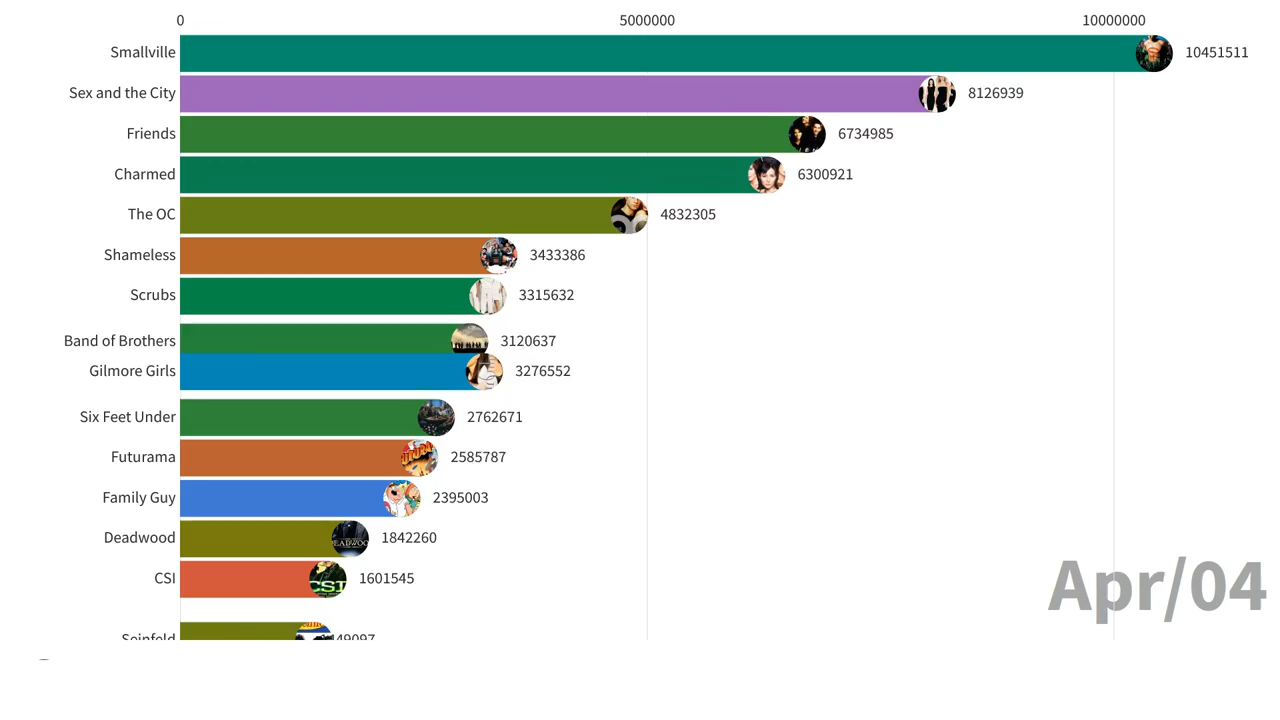 0 5000000 10000000
Smallville 10451511
Sex and the City 8126939
Friends 6734985
Charmed 6300921
The OC 4832305
Shameless 3433386
Scrubs 3315632
Band of Brothers 3120637
Gilmore Girls 3276552
Six Feet Under 2762671
Futurama 2585787
Family Guy 2395003
Deadwood 1842260
CSI CSI 1601545
Seinfeld
Apr/04